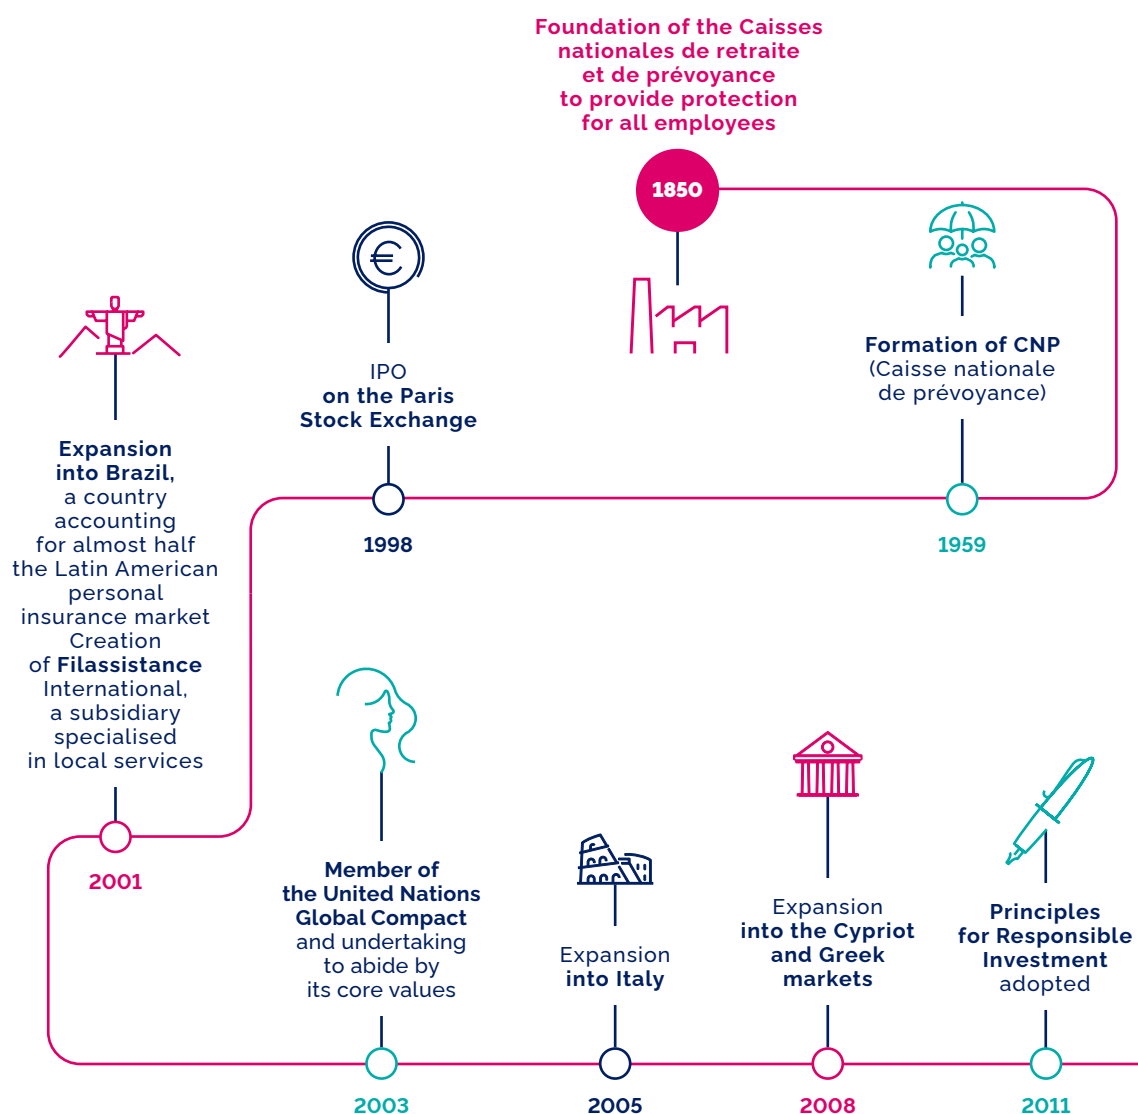 Foundation of the Caisses
nationales de retraite
et de prévoyance
to provide protection
for all employees
1850
Formation of CNP
(Caisse nationale
de prévoyance)
1959
IPO
on the Paris
Stock Exchange
1998
Expansion
into Brazil,
a country
accounting
for almost half
the Latin American
personal
insurance market
Creation
of Filassistance
International,
a subsidiary
specialised
in local services
2001
Member of
the United Nations
Global Compact
and undertaking
to abide by
its core values
2003
Expansion
into Italy
2005
Expansion
into the Cypriot
and Greek
markets
2008
Principles
for Responsible
Investment
adopted
2011